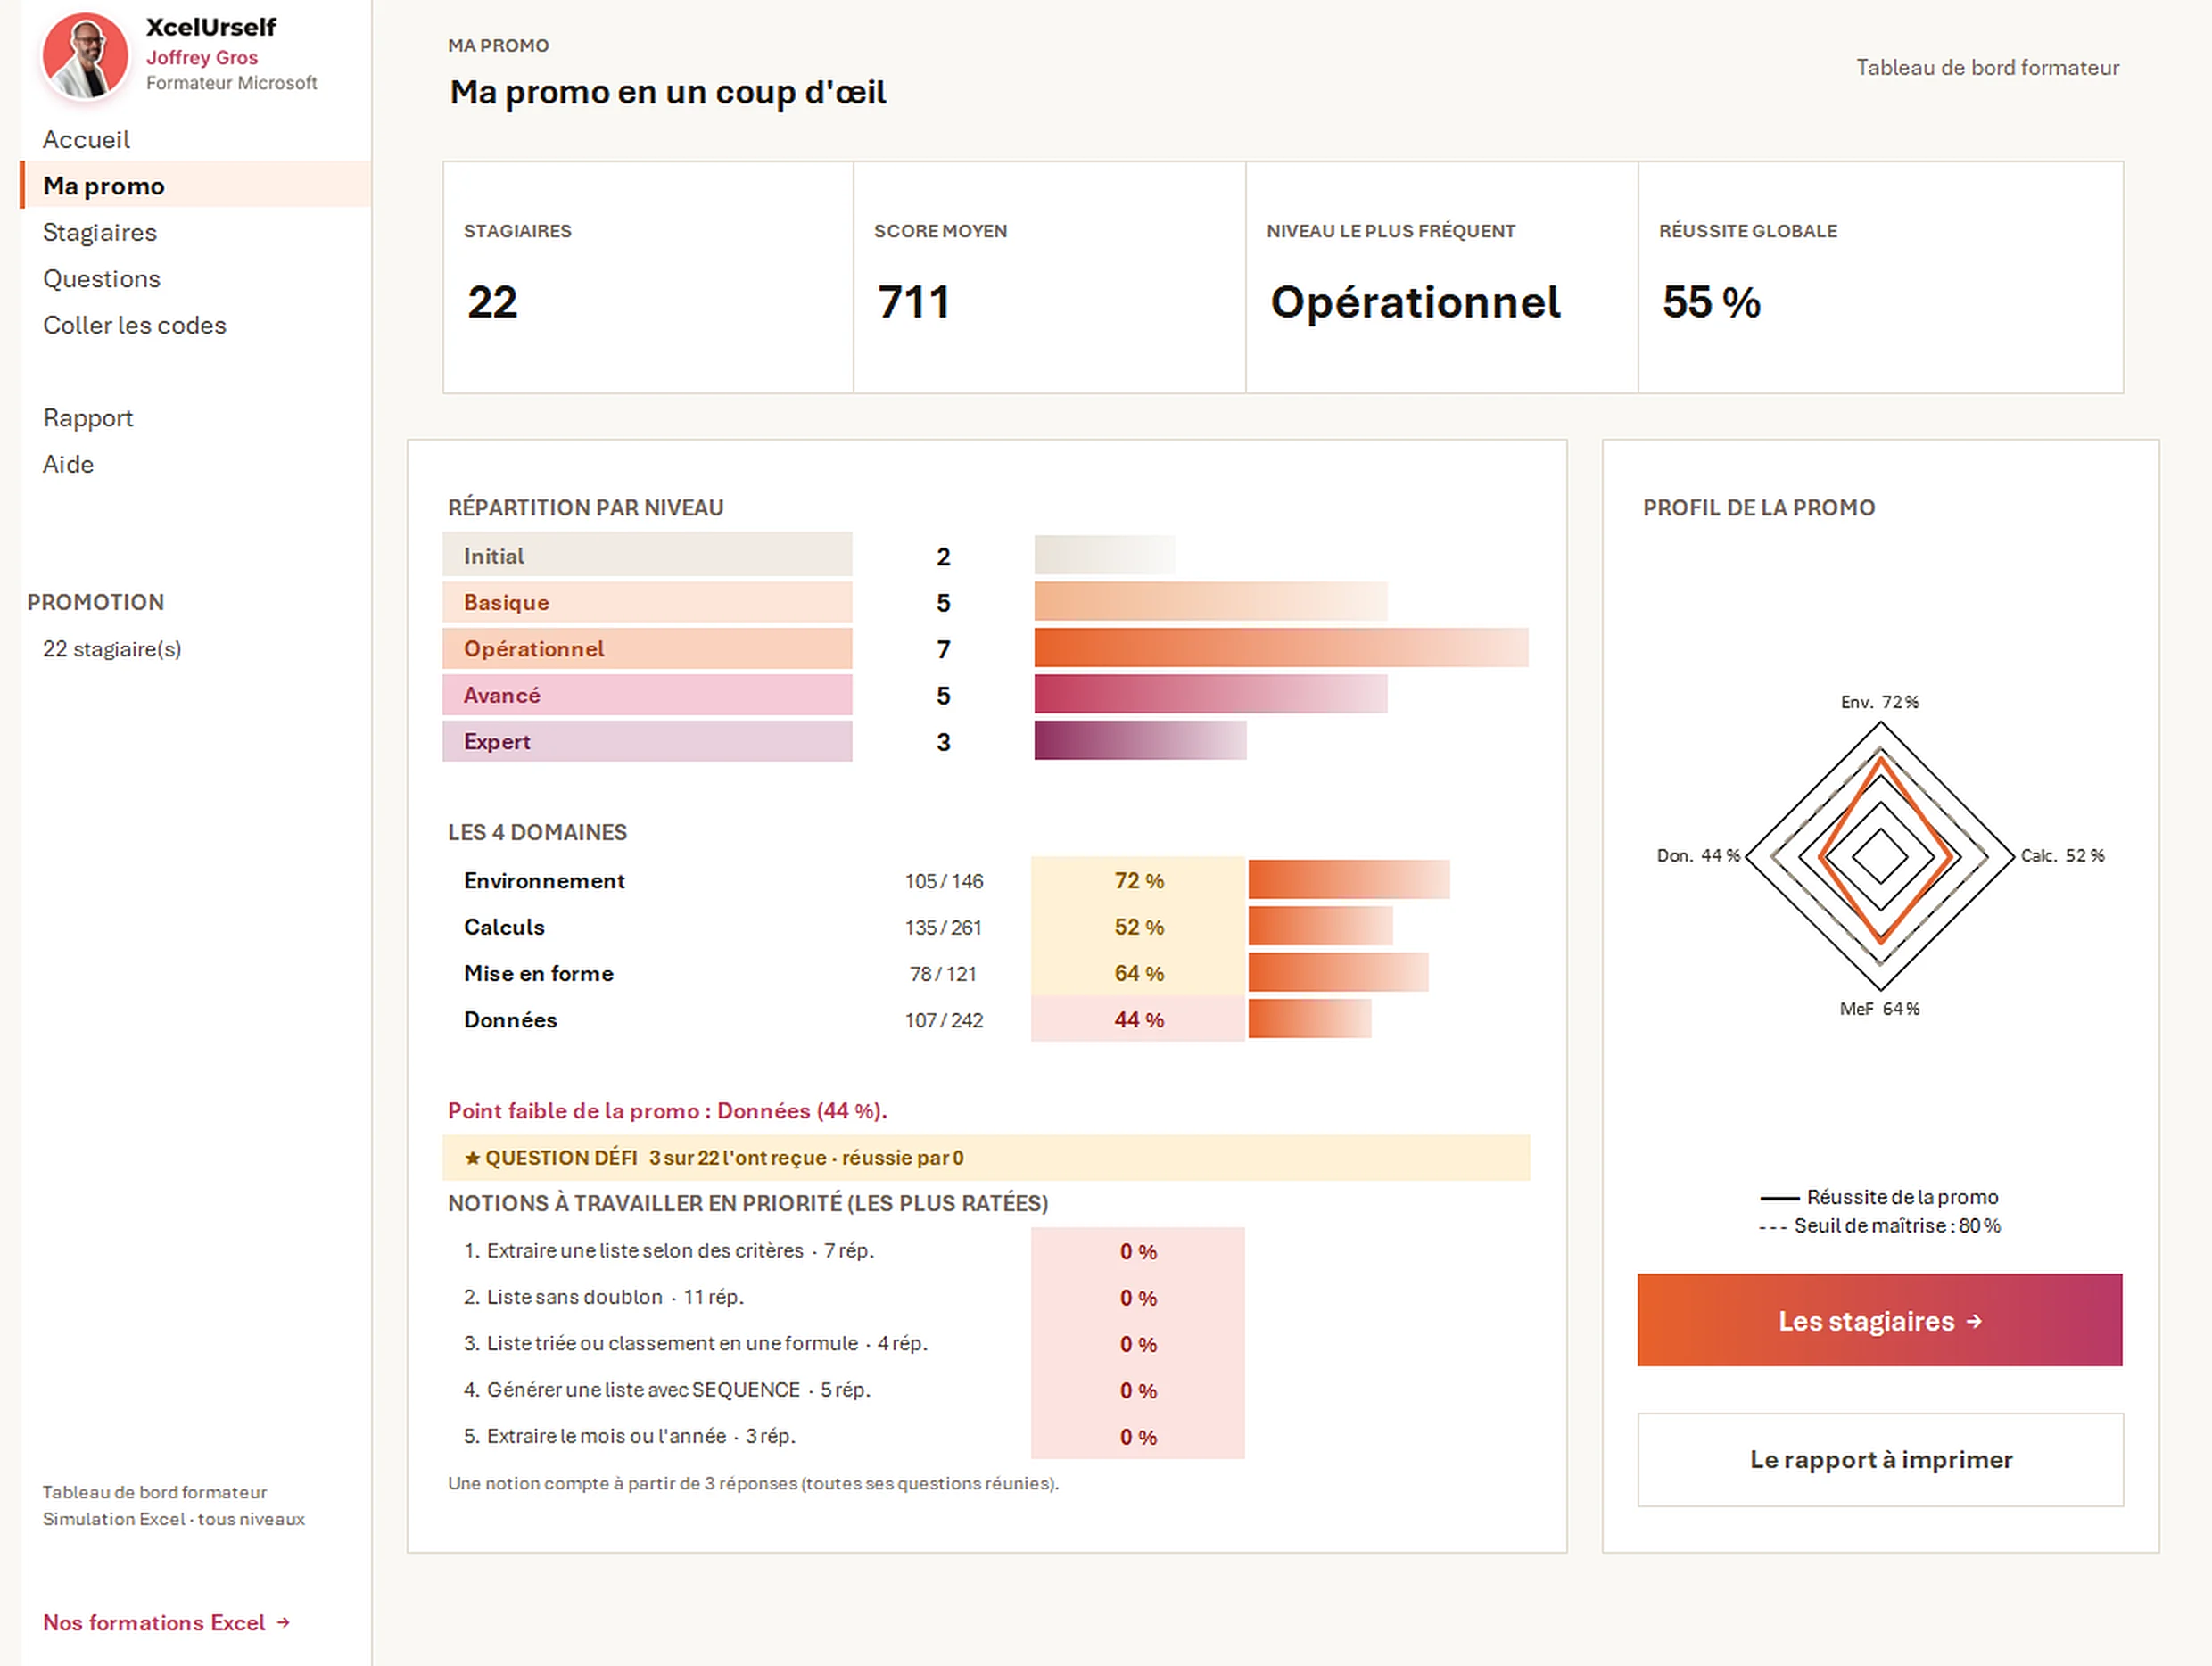 XcelUrself
Joffrey Gros
Formateur Microsoft
Accueil
Ma promo
Stagiaires
Questions
Coller les codes
Rapport
Aide
PROMOTION
22 stagiaire(s)
Tableau de bord formateur
Simulation Excel · tous niveaux
Nos formations Excel →
MA PROMO
Ma promo en un coup d'œil
Tableau de bord formateur
STAGIAIRES
22
SCORE MOYEN
711
NIVEAU LE PLUS FRÉQUENT
Opérationnel
RÉUSSITE GLOBALE
55 %
RÉPARTITION PAR NIVEAU
Initial 2
Basique 5
Opérationnel 7
Avancé 5
Expert 3
LES 4 DOMAINES
Environnement 105 / 146 72 %
Calculs 135 / 261 52 %
Mise en forme 78 / 121 64 %
Données 107 / 242 44 %
Point faible de la promo : Données (44 %).
★ QUESTION DÉFI 3 sur 22 l'ont reçue · réussie par 0
NOTIONS À TRAVAILLER EN PRIORITÉ (LES PLUS RATÉES)
1. Extraire une liste selon des critères · 7 rép. 0 %
2. Liste sans doublon · 11 rép. 0 %
3. Liste triée ou classement en une formule · 4 rép. 0 %
4. Générer une liste avec SEQUENCE · 5 rép. 0 %
5. Extraire le mois ou l'année · 3 rép. 0 %
Une notion compte à partir de 3 réponses (toutes ses questions réunies).
PROFIL DE LA PROMO
Env. 72 %
Don. 44 %
Calc. 52 %
MeF 64 %
Réussite de la promo
Seuil de maîtrise : 80 %
Les stagiaires →
Le rapport à imprimer